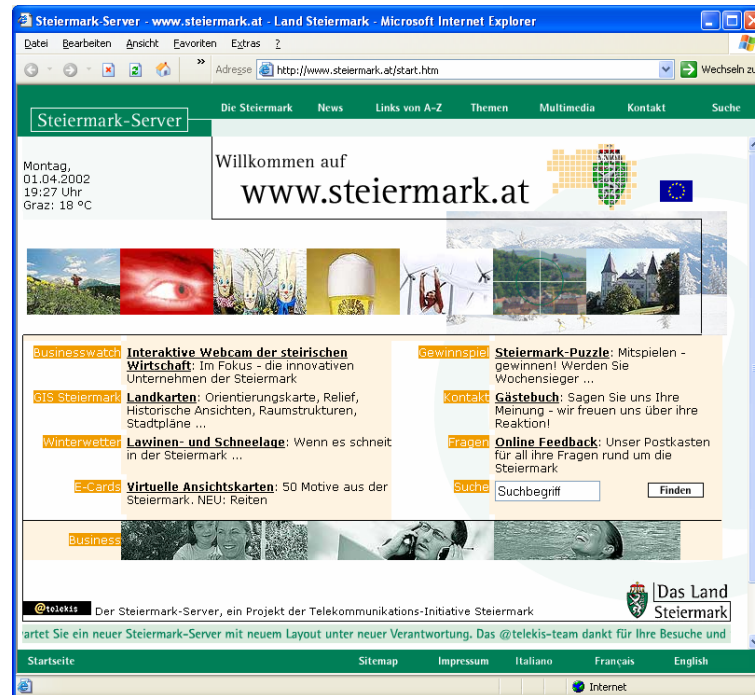 Steiermark-Server - www.steiermark.at - Land Steiermark - Microsoft Internet Explorer
Datei Bearbeiten Ansicht Favoriten Extras ?
» Adresse http://www.steiermark.at/start.htm Wechseln zu
Die Steiermark News Links von A-Z Themen Multimedia Kontakt Suche
Steiermark-Server
Montag,
01.04.2002
19:27 Uhr
Graz: 18 ºC
Willkommen auf
www.steiermark.at
Businesswatch Interaktive Webcam der steirischen
Wirtschaft: Im Fokus - die innovativen
Unternehmen der Steiermark
GIS Steiermark Landkarten: Orientierungskarte, Relief,
Historische Ansichten, Raumstrukturen,
Stadtpläne ...
Winterwetter Lawinen- und Schneelage: Wenn es schneit
in der Steiermark ...
E-Cards Virtuelle Ansichtskarten: 50 Motive aus der
Steiermark. NEU: Reiten
Gewinnspiel Steiermark-Puzzle: Mitspielen -
gewinnen! Werden Sie
Wochensieger ...
Kontakt Gästebuch: Sagen Sie uns Ihre
Meinung - wir freuen uns über ihre
Reaktion!
Fragen Online Feedback: Unser Postkasten
für all ihre Fragen rund um die
Steiermark
Suche Suchbegriff Finden
Business
@telekis Der Steiermark-Server, ein Projekt der Telekommunikations-Initiative Steiermark
Das Land
Steiermark
artet Sie ein neuer Steiermark-Server mit neuem Layout unter neuer Verantwortung. Das @telekis-team dankt für Ihre Besuche und
Startseite Sitemap Impressum Italiano Français English
Internet